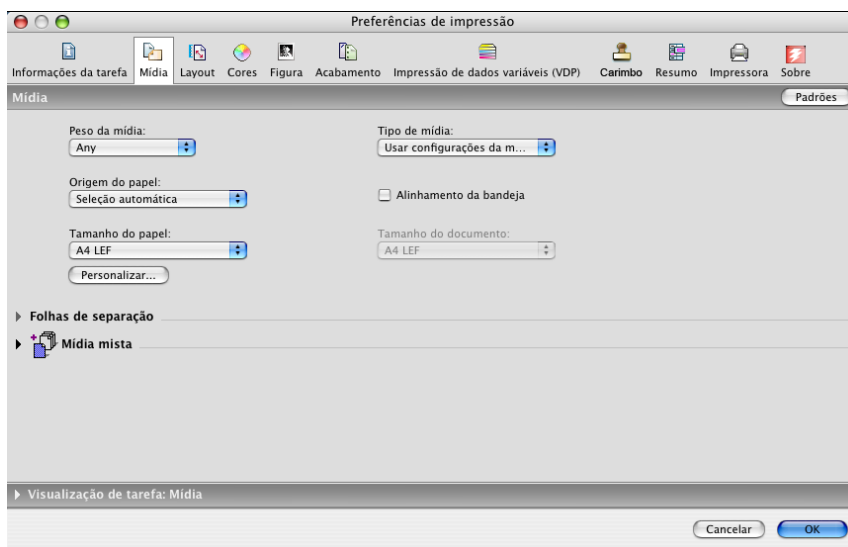 Preferências de impressão
Informações da tarefa Mídia Layout Cores Figura Acabamento Impressão de dados variáveis (VDP) Carimbo Resumo Impressora Sobre
Mídia Padrões
Peso da mídia: Tipo de mídia:
Any Usar configurações da m...
Origem do papel:
Seleção automática Alinhamento da bandeja
Tamanho do papel: Tamanho do documento:
A4 LEF A4 LEF
Personalizar...
Folhas de separação
Mídia mista
Visualização de tarefa: Mídia
Cancelar OK